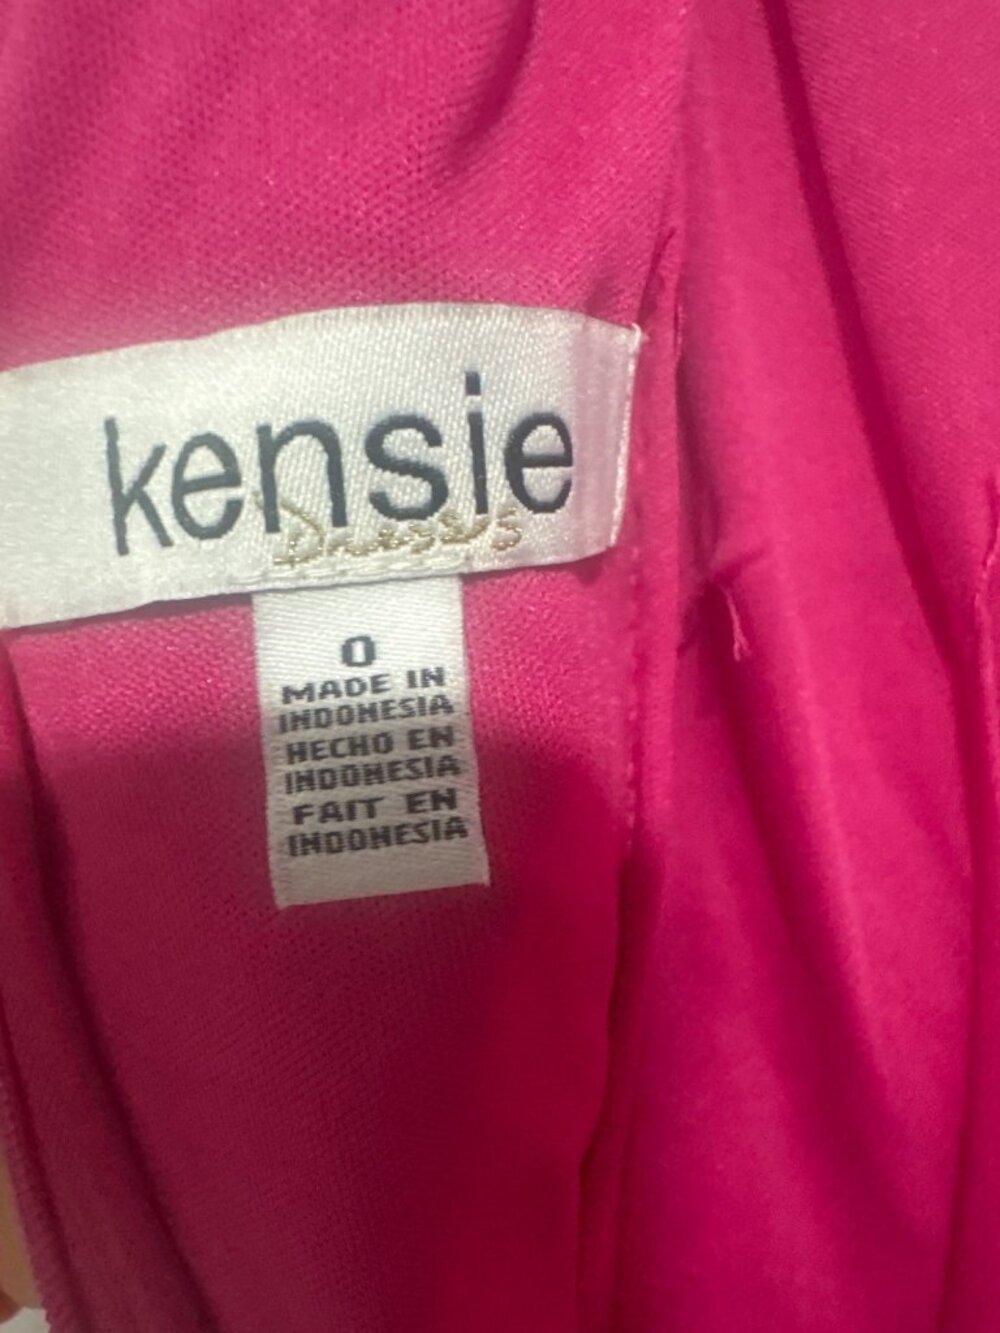 kensie
Dresses
0
MADE IN
INDONESIA
HECHO EN
INDONESIA
FAIT EN
INDONESIA